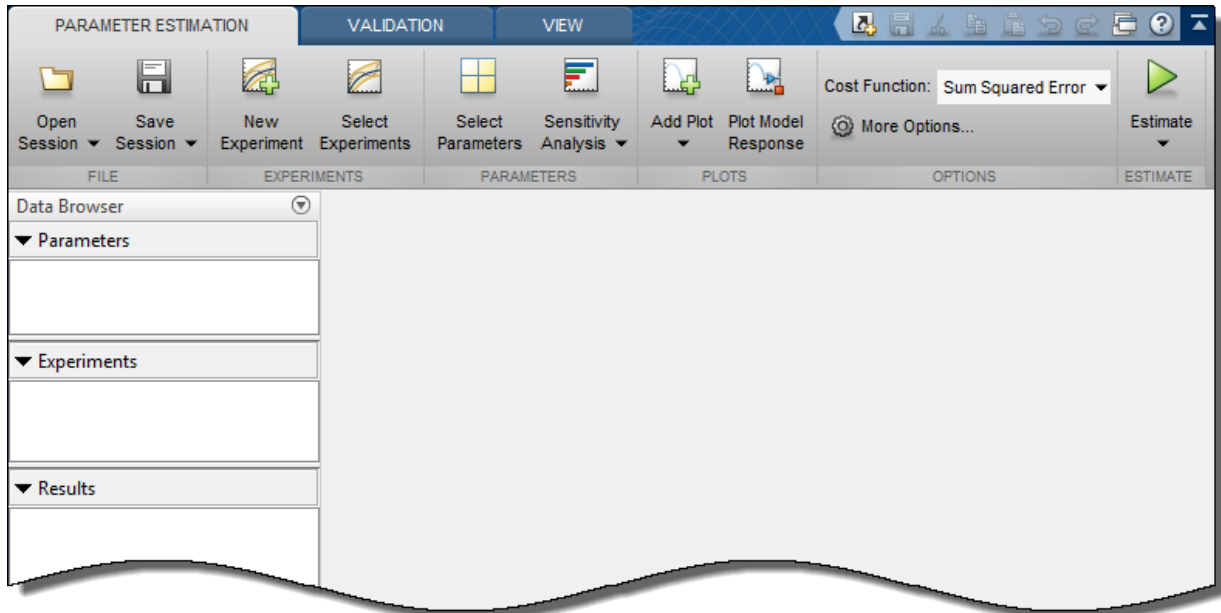 PARAMETER ESTIMATION VALIDATION VIEW
Open Save New Select Select Sensitivity Add Plot Plot Model Cost Function: Sum Squared Error Estimate
Session Session Experiment Experiments Parameters Analysis Response More Options...
FILE EXPERIMENTS PARAMETERS PLOTS OPTIONS ESTIMATE
Data Browser
Parameters
Experiments
Results